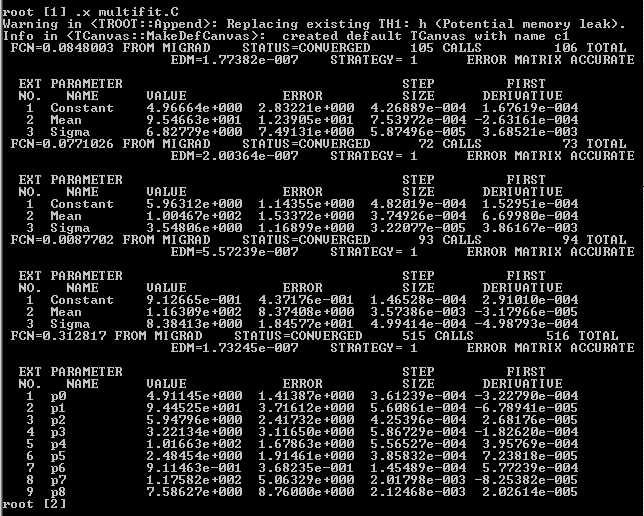 root [1] .x multifit.C
Warning in <TROOT::Append>: Replacing existing TH1: h (Potential memory leak).
Info in <TCanvas::MakeDefCanvas>:  created default TCanvas with name c1
FCN=0.0848003 FROM MIGRAD    STATUS=CONVERGED     105 CALLS         106 TOTAL
EDM=1.77382e-007    STRATEGY= 1      ERROR MATRIX ACCURATE
EXT PARAMETER                                   STEP         FIRST
NO.   NAME      VALUE            ERROR          SIZE      DERIVATIVE
1  Constant     4.96664e+000   2.83221e+000   4.26889e-004   1.67619e-004
2  Mean         9.54663e+001   1.23905e+001   7.53972e-004  -2.63161e-004
3  Sigma        6.82779e+000   7.49131e+000   5.87496e-005   3.68521e-003
FCN=0.0771026 FROM MIGRAD    STATUS=CONVERGED      72 CALLS          73 TOTAL
EDM=2.00364e-007    STRATEGY= 1      ERROR MATRIX ACCURATE
EXT PARAMETER                                   STEP         FIRST
NO.   NAME      VALUE            ERROR          SIZE      DERIVATIVE
1  Constant     5.96312e+000   1.14355e+000   4.82019e-004   1.52951e-004
2  Mean         1.00467e+002   1.53372e+000   3.74926e-004   6.69980e-004
3  Sigma        3.54806e+000   1.16899e+000   3.22077e-005   3.86167e-003
FCN=0.0087702 FROM MIGRAD    STATUS=CONVERGED      93 CALLS          94 TOTAL
EDM=5.57239e-007    STRATEGY= 1      ERROR MATRIX ACCURATE
EXT PARAMETER                                   STEP         FIRST
NO.   NAME      VALUE            ERROR          SIZE      DERIVATIVE
1  Constant     9.12665e-001   4.37176e-001   1.46528e-004   2.91010e-004
2  Mean         1.16309e+002   8.37408e+000   3.57386e-003  -3.17966e-005
3  Sigma        8.38413e+000   1.84577e+001   4.99414e-004  -4.98793e-003
FCN=0.312817 FROM MIGRAD    STATUS=CONVERGED     515 CALLS         516 TOTAL
EDM=1.73245e-007    STRATEGY= 1      ERROR MATRIX ACCURATE
EXT PARAMETER                                   STEP         FIRST
NO.   NAME      VALUE            ERROR          SIZE      DERIVATIVE
1  p0           4.91145e+000   1.41387e+000   3.61239e-004  -3.22790e-004
2  p1           9.44525e+001   3.71612e+000   5.60861e-004  -6.78941e-005
3  p2           5.94796e+000   2.41732e+000   4.25396e-004   2.68176e-005
4  p3           3.22134e+000   3.11650e+000   5.86729e-004  -1.82620e-004
5  p4           1.01663e+002   1.67863e+000   5.56527e-004   3.95769e-004
6  p5           2.48454e+000   1.91461e+000   3.85832e-004   7.23818e-005
7  p6           9.11463e-001   3.68235e-001   1.45489e-004   5.77239e-004
8  p7           1.17582e+002   5.06329e+000   2.01798e-003  -8.25382e-005
9  p8           7.58627e+000   8.76000e+000   2.12468e-003   2.02614e-005
root [2]